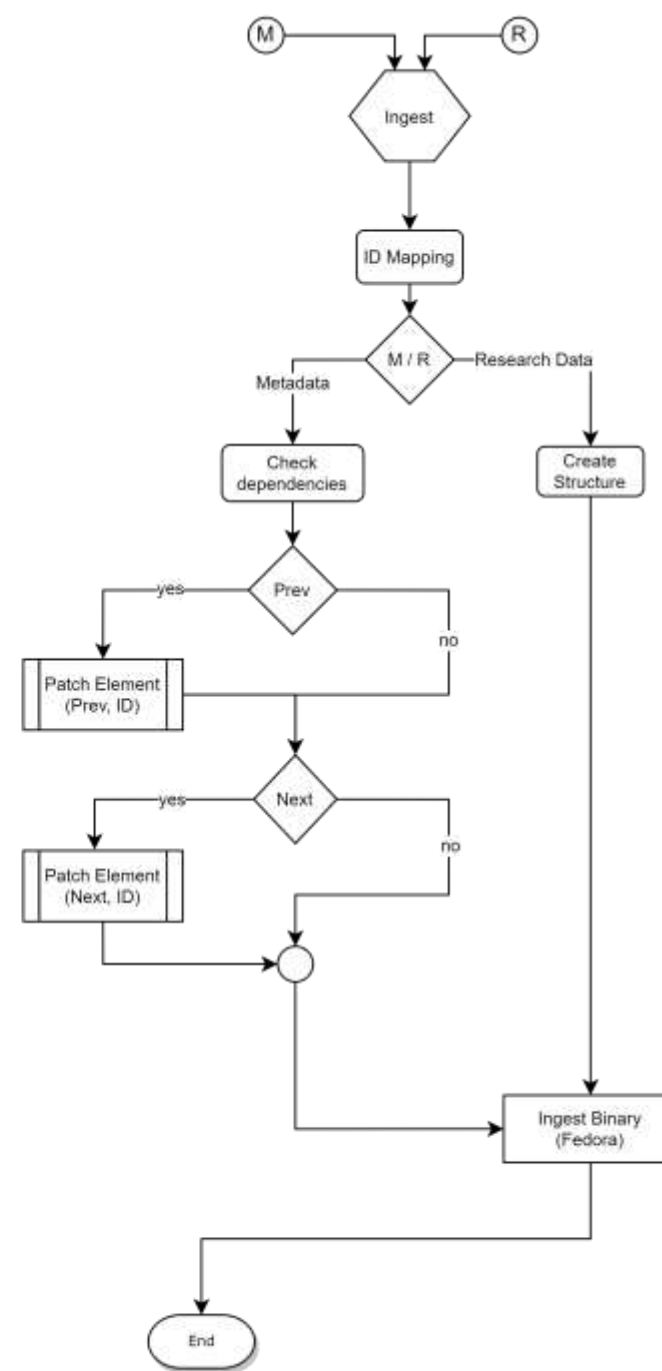 M
R
Ingest
ID Mapping
M / R
Research Data
Metadata
Check
dependencies
Create
Structure
Prev
yes
no
Patch Element
(Prev, ID)
Next
yes
no
Patch Element
(Next, ID)
Ingest Binary
(Fedora)
End